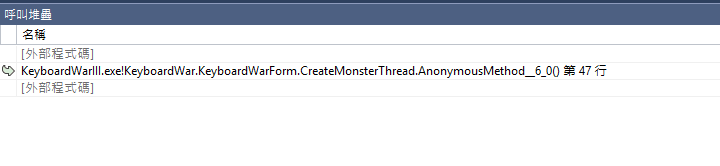 呼叫堆疊
名稱
[外部程式碼]
KeyboardWarIII.exe!KeyboardWar.KeyboardWarForm.CreateMonsterThread.AnonymousMethod__6_0() 第 47 行
[外部程式碼]